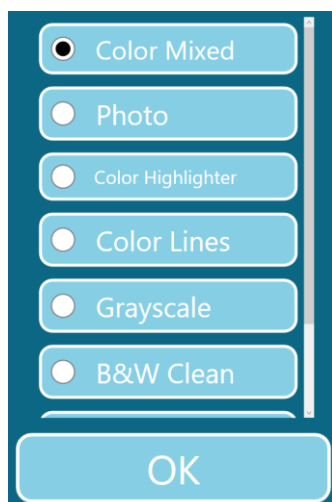 Color Mixed
Photo
Color Highlighter
Color Lines
Grayscale
B&W Clean
OK